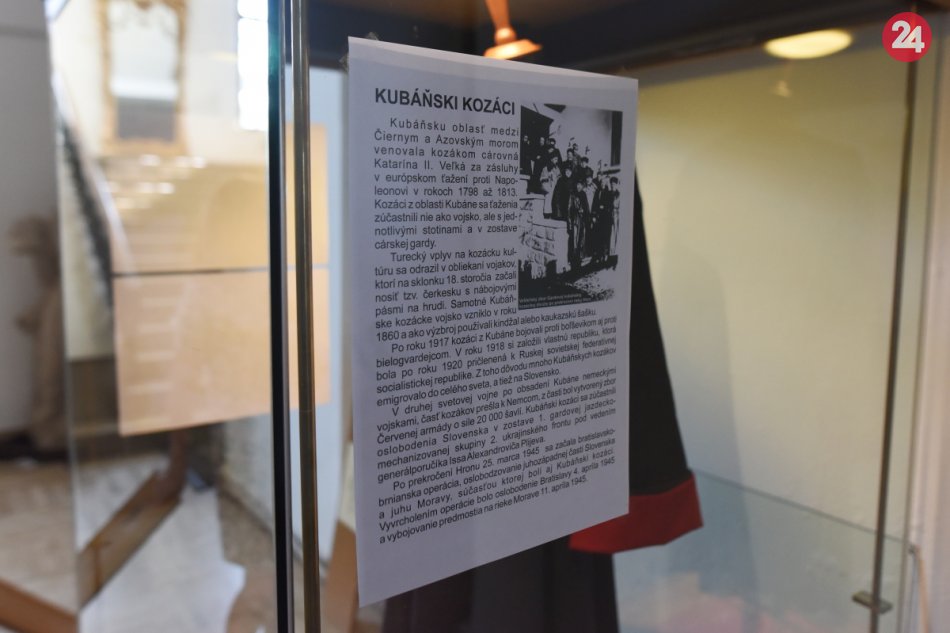 24
KUBÁŇSKI KOZÁCI
Kubáňsku oblasť medzi
Čiernym a Azovským morom
venovala kozákom cárovná
Katarína II. Veľká za zásluhy
v európskom ťažení proti Napo-
leonovi v rokoch 1798 až 1813.
Kozáci z oblasti Kubáne sa ťaženia
zúčastnili nie ako vojsko, ale s jed-
notlivými stotinami a v zostave
cárskej gardy.
Turecký vplyv na kozácku kul-
túru sa odrazil v obliekaní vojakov,
ktorí na sklonku 18. storočia začali
nosiť tzv. čerkesku s nábojovými
pásmi na hrudi. Samotné Kubáň-
ske kozácke vojsko vzniklo v roku
1860 a ako výzbroj používali kindžal alebo kaukazskú šašku.
Po roku 1917 kozáci z Kubáne bojovali proti boľševikom aj proti
bielogvardejcom. V roku 1918 si založili vlastnú republiku, ktorá
bola po roku 1920 pričlenená k Ruskej sovietskej federatívnej
socialistickej republike. Z toho dôvodu mnoho Kubáňskych kozákov
emigrovalo do celého sveta, a tiež na Slovensko.
V druhej svetovej vojne po obsadení Kubáne nemeckými
vojskami, časť kozákov prešla k Nemcom, z časti bol vytvorený zbor
Červenej armády o sile 20 000 šavlí. Kubáňski kozáci sa zúčastnili
oslobodenia Slovenska v zostave 1. gardovej jazdecko-
mechanizovanej skupiny 2. ukrajinského frontu pod vedením
generálporučíka Issa Alexandroviča Plijeva.
Po prekročení Hronu 25. marca 1945 sa začala bratislavsko-
brnianska operácia, oslobodzovanie juhozápadnej časti Slovenska
a juhu Moravy, súčasťou ktorej boli aj Kubáňski kozáci.
Vyvrcholením operácie bolo oslobodenie Bratislavy 4. apríla 1945
a vybojovanie predmostia na rieke Morave 11. apríla 1945.